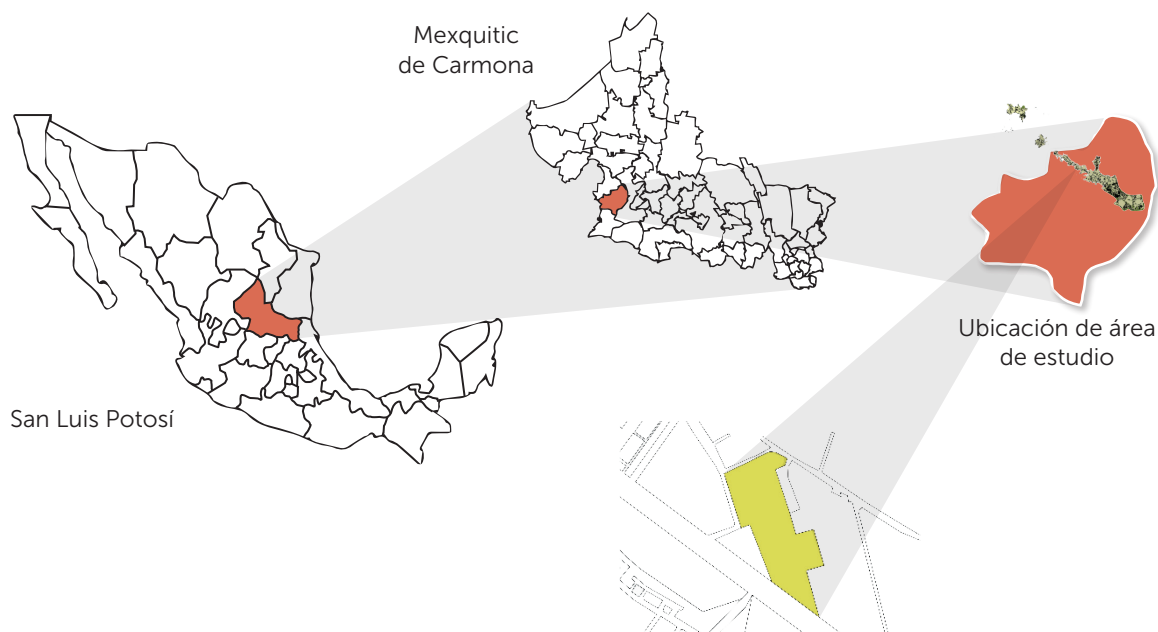 Mexquitic
de Carmona
Ubicación de área
de estudio
San Luis Potosí